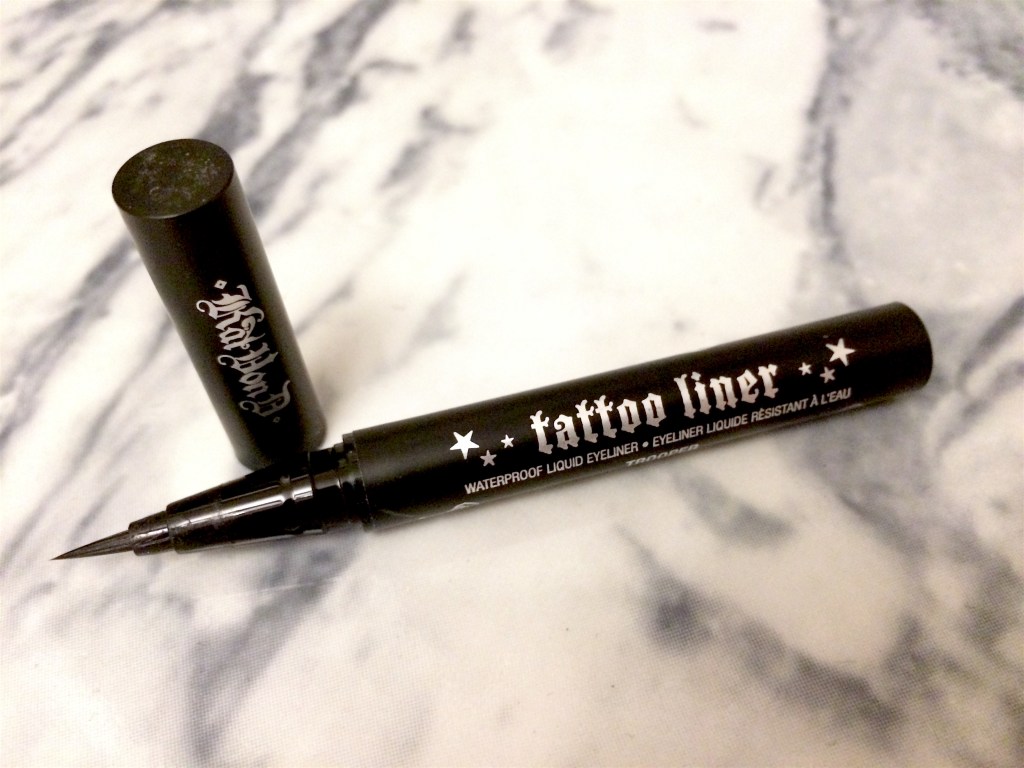 Kat Von D
tattoo liner
WATERPROOF LIQUID EYELINER • EYELINER LIQUIDE RÉSISTANT À L'EAU
TROOPER